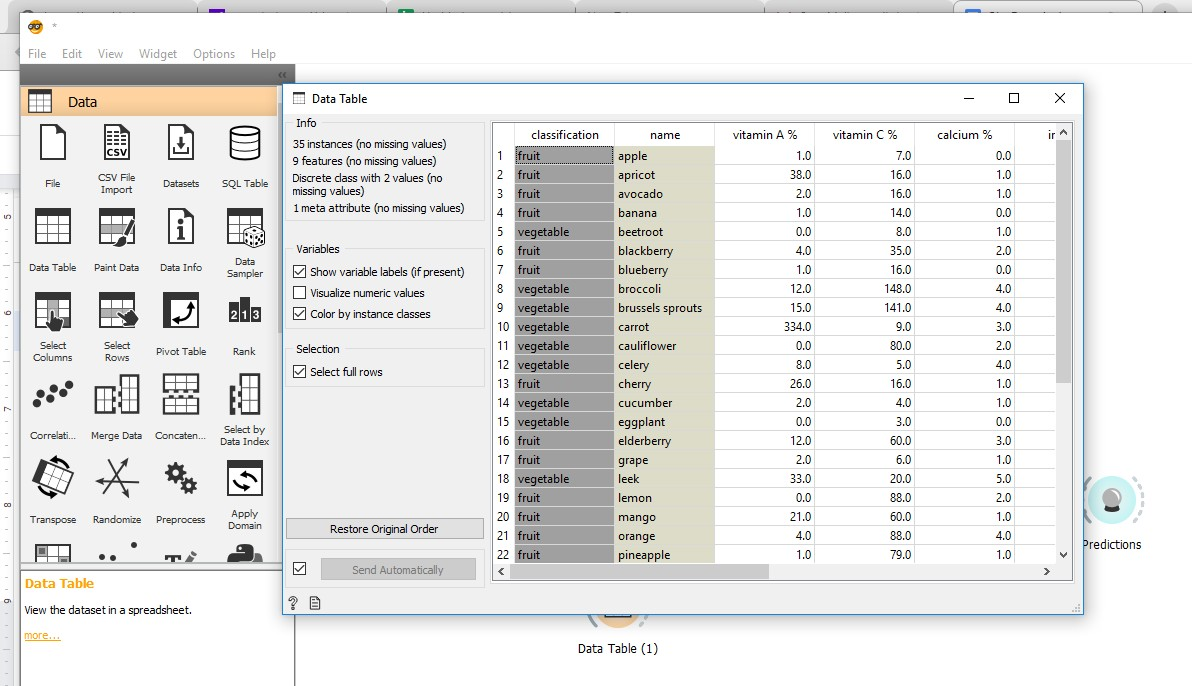 File Edit View Widget Options Help
Data
File
CSV File Import
Datasets
SQL Table
Data Table
Paint Data
Data Info
Data Sampler
Select Columns
Select Rows
Pivot Table
Rank
Correlati...
Merge Data
Concaten...
Select by Data Index
Transpose
Randomize
Preprocess
Apply Domain
Data Table
View the dataset in a spreadsheet.
more...
Data Table
Info
35 instances (no missing values)
9 features (no missing values)
Discrete class with 2 values (no
missing values)
1 meta attribute (no missing values)
Variables
Show variable labels (if present)
Visualize numeric values
Color by instance classes
Selection
Select full rows
Restore Original Order
Send Automatically
classification name vitamin A % vitamin C % calcium %
1 fruit apple 1.0 7.0 0.0
2 fruit apricot 38.0 16.0 1.0
3 fruit avocado 2.0 16.0 1.0
4 fruit banana 1.0 14.0 0.0
5 vegetable beetroot 0.0 8.0 1.0
6 fruit blackberry 4.0 35.0 2.0
7 fruit blueberry 1.0 16.0 0.0
8 vegetable broccoli 12.0 148.0 4.0
9 vegetable brussels sprouts 15.0 141.0 4.0
10 vegetable carrot 334.0 9.0 3.0
11 vegetable cauliflower 0.0 80.0 2.0
12 vegetable celery 8.0 5.0 4.0
13 fruit cherry 26.0 16.0 1.0
14 vegetable cucumber 2.0 4.0 1.0
15 vegetable eggplant 0.0 3.0 0.0
16 fruit elderberry 12.0 60.0 3.0
17 fruit grape 2.0 6.0 1.0
18 vegetable leek 33.0 20.0 5.0
19 fruit lemon 0.0 88.0 2.0
20 fruit mango 21.0 60.0 1.0
21 fruit orange 4.0 88.0 4.0
22 fruit pineapple 1.0 79.0 1.0
Predictions
Data Table (1)